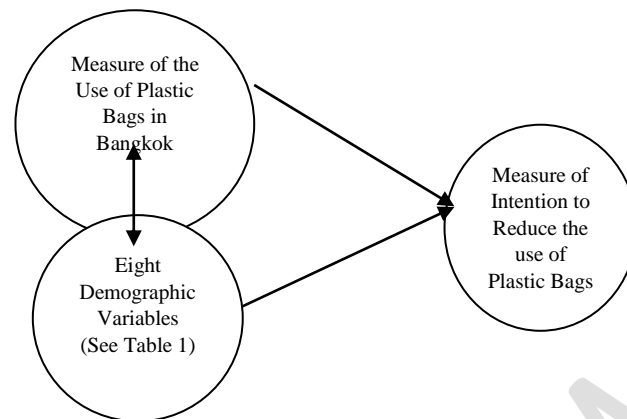 Measure of the
Use of Plastic
Bags in
Bangkok
Eight
Demographic
Variables
(See Table 1)
Measure of
Intention to
Reduce the
use of
Plastic Bags